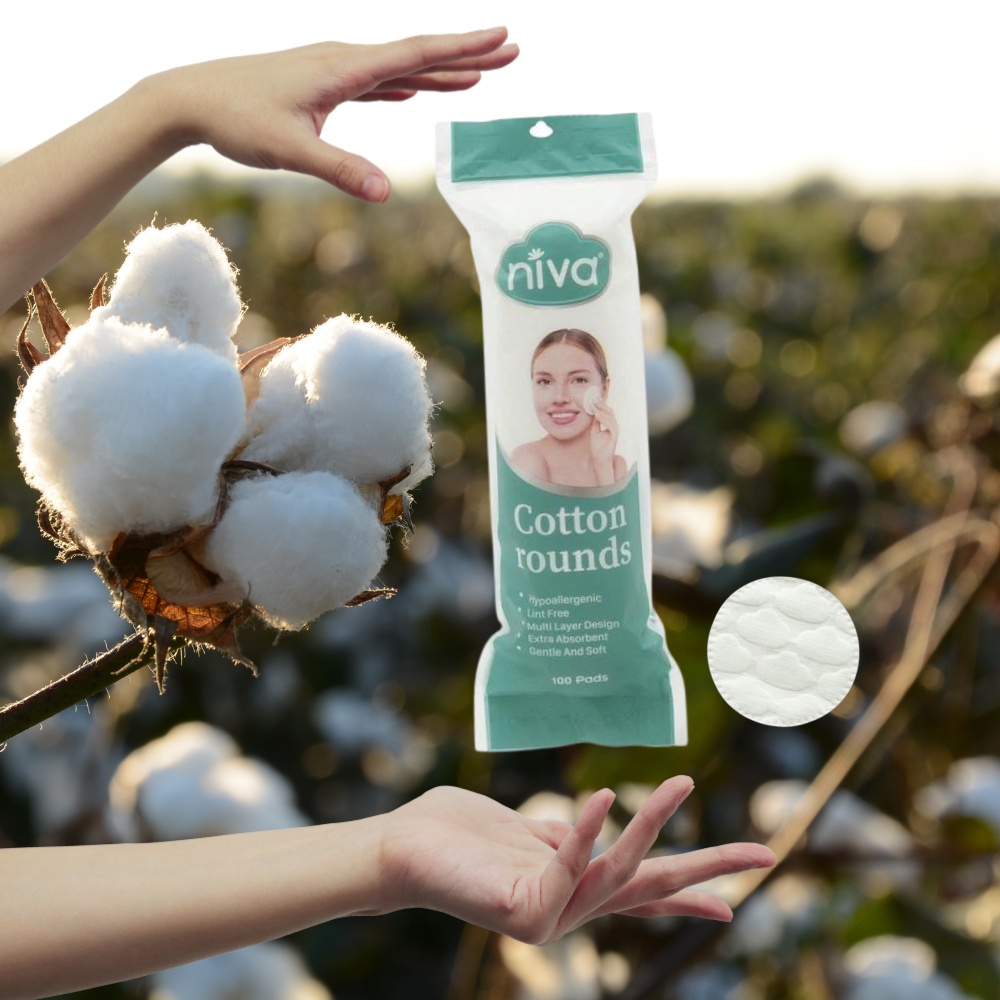 niva®
Cotton
rounds
• Hypoallergenic
• Lint Free
• Multi Layer Design
• Extra Absorbent
• Gentle And Soft
100 Pads